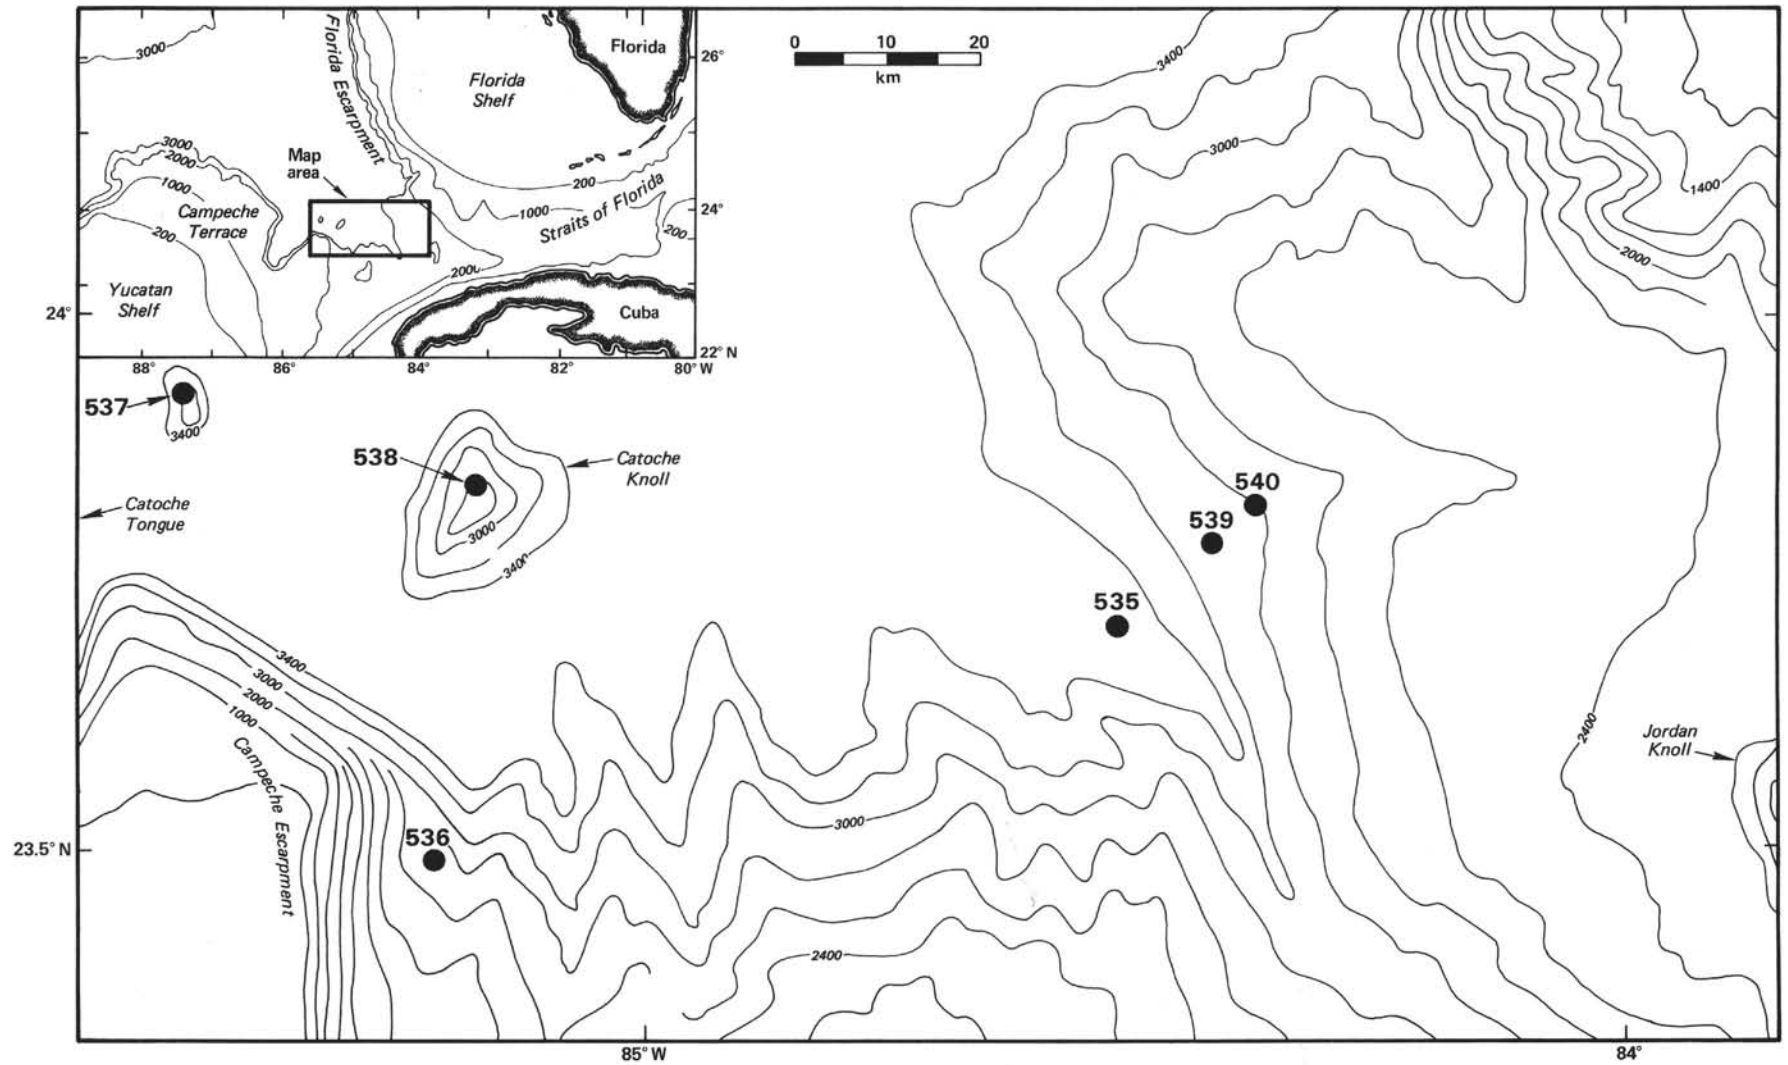 3000
Florida Escarpment
Florida
Shelf
Florida
26°
0 10 20
km
3400
3000
1400
2000
3000
2000
1000
Map
area
200
1000
Straits of Florida
24°
200
Campeche
Terrace
200
2000
Yucatan
Shelf
Cuba
24°
22° N
88° 86° 84° 82° 80° W
537
3400
538
Catoche
Knoll
3000
3400
Catoche
Tongue
540
539
535
3400
3000
2000
1000
Campeche Escarpment
2400
Jordan
Knoll
3000
536
23.5° N
2400
85° W
84°